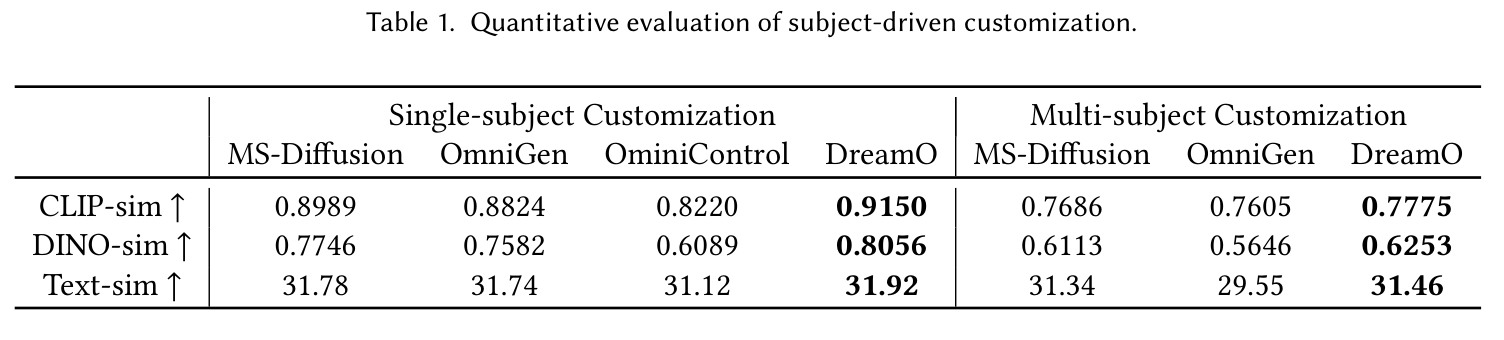 Table 1. Quantitative evaluation of subject-driven customization.
Single-subject Customization Multi-subject Customization
MS-Diffusion OmniGen OminiControl DreamO MS-Diffusion OmniGen DreamO
CLIP-sim ↑ 0.8989 0.8824 0.8220 0.9150 0.7686 0.7605 0.7775
DINO-sim ↑ 0.7746 0.7582 0.6089 0.8056 0.6113 0.5646 0.6253
Text-sim ↑ 31.78 31.74 31.12 31.92 31.34 29.55 31.46